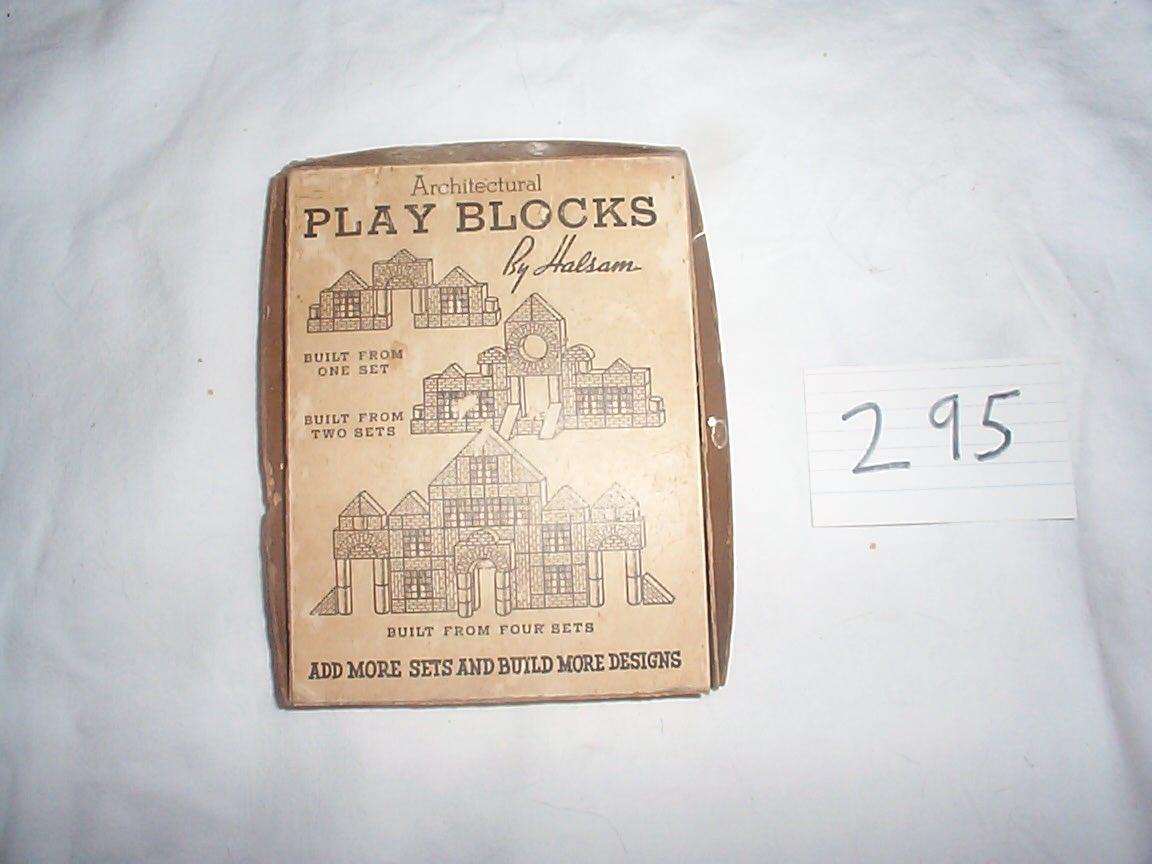 Architectural
PLAY BLOCKS
By Halsam
BUILT FROM
ONE SET
BUILT FROM
TWO SETS
BUILT FROM FOUR SETS
ADD MORE SETS AND BUILD MORE DESIGNS
295